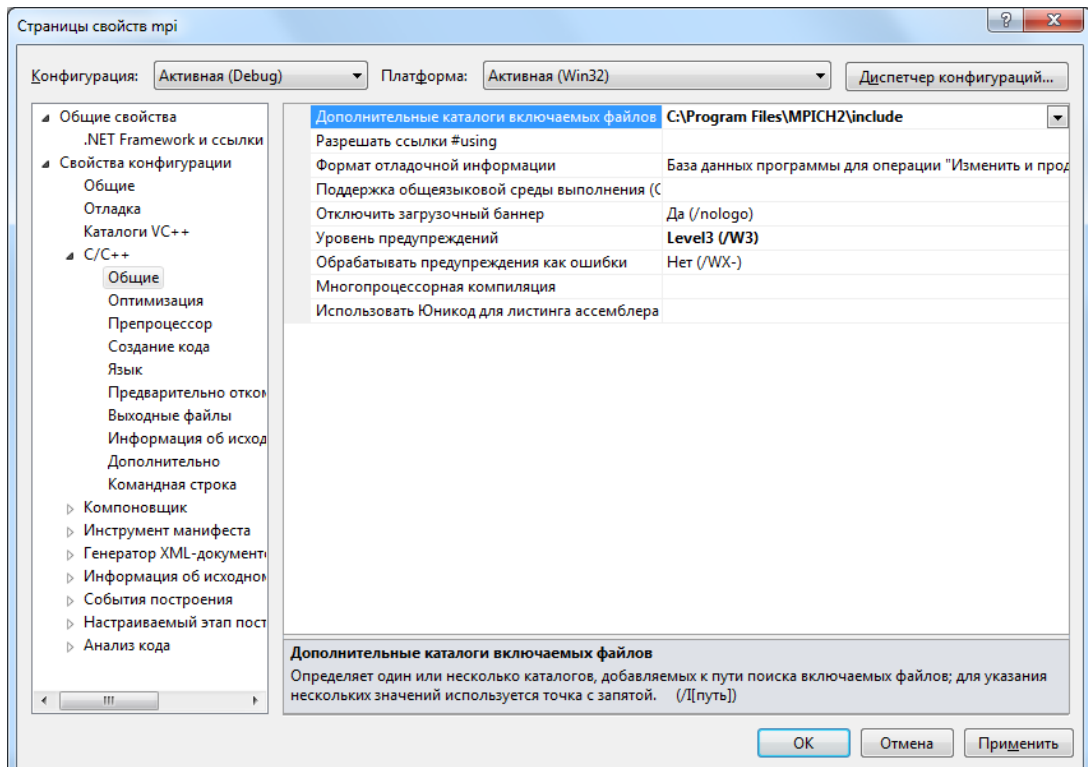 Страницы свойств mpi
Конфигурация: Активная (Debug) Платформа: Активная (Win32) Диспетчер конфигураций...
Общие свойства
.NET Framework и ссылки
Свойства конфигурации
Общие
Отладка
Каталоги VC++
C/C++
Общие
Оптимизация
Препроцессор
Создание кода
Язык
Предварительно отком
Выходные файлы
Информация об исход
Дополнительно
Командная строка
Компоновщик
Инструмент манифеста
Генератор XML-документо
Информация об исходном
События построения
Настраиваемый этап пост
Анализ кода
Дополнительные каталоги включаемых файлов C:\Program Files\MPICH2\include
Разрешать ссылки #using
Формат отладочной информации База данных программы для операции "Изменить и прод
Поддержка общеязыковой среды выполнения (C
Отключить загрузочный баннер Да (/nologo)
Уровень предупреждений Level3 (/W3)
Обрабатывать предупреждения как ошибки Нет (/WX-)
Многопроцессорная компиляция
Использовать Юникод для листинга ассемблера
Дополнительные каталоги включаемых файлов
Определяет один или несколько каталогов, добавляемых к пути поиска включаемых файлов; для указания
нескольких значений используется точка с запятой. (/I[путь])
OK Отмена Применить